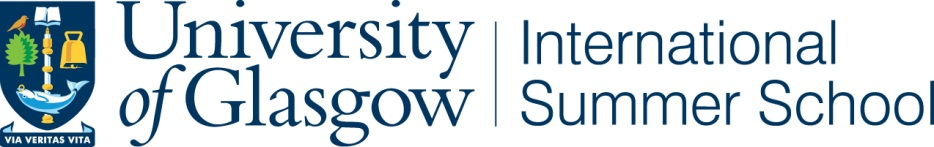 University
of Glasgow
International
Summer School
VIA VERITAS VITA